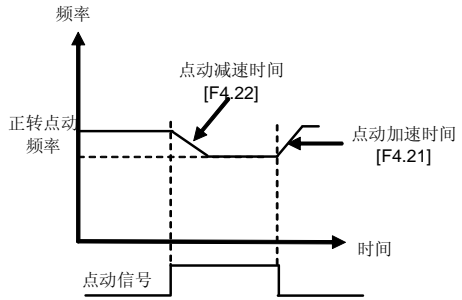 频率
点动减速时间
[F4.22]
正转点动
频率
点动加速时间
[F4.21]
时间
点动信号